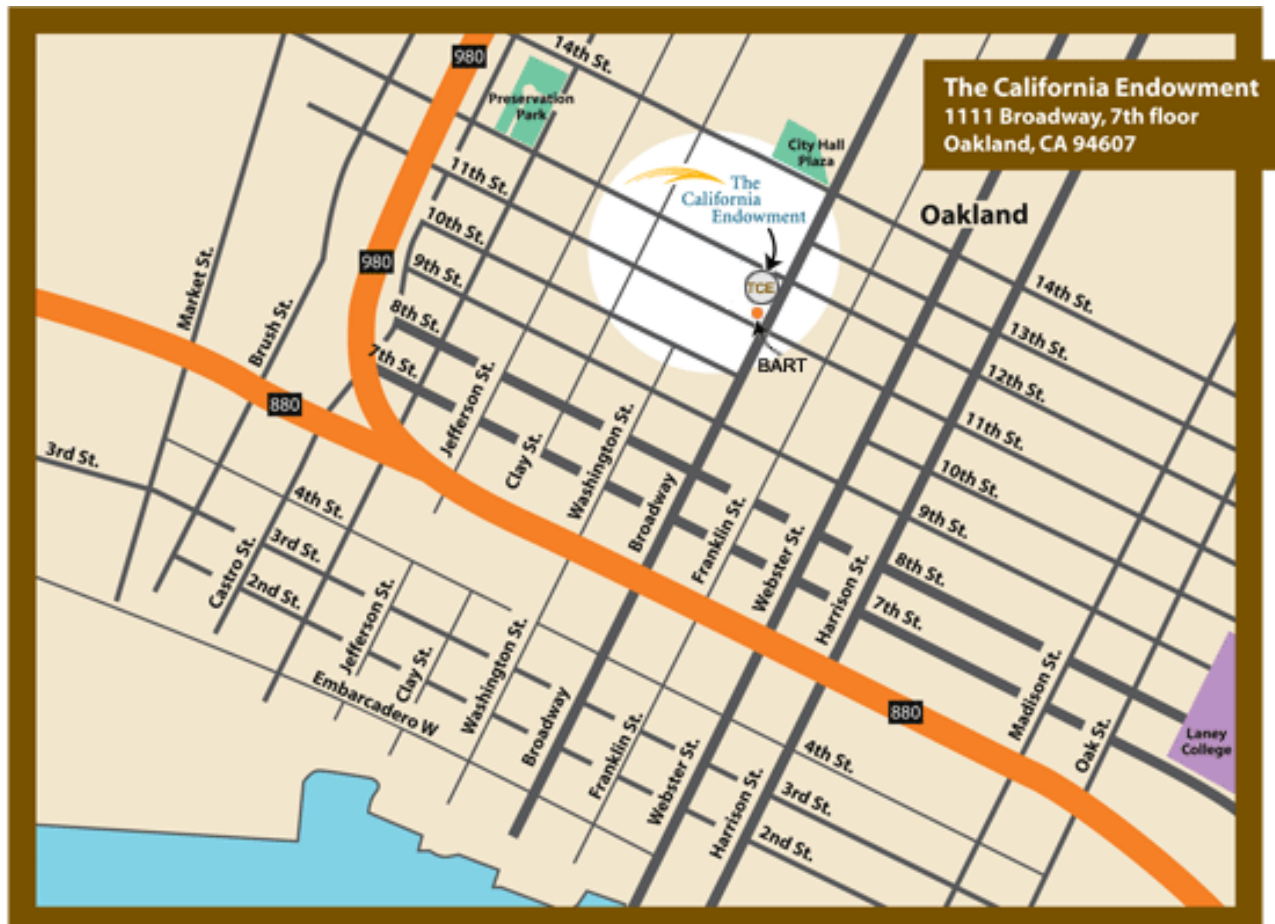 980
14th St.
Preservation
Park
The California Endowment
1111 Broadway, 7th floor
Oakland, CA 94607
City Hall
Plaza
11th St.
The
California
Endowment
10th St.
Oakland
9th St.
980
Market St.
Brush St.
8th St.
TCE
14th St.
13th St.
7th St.
BART
12th St.
880
Jefferson St.
11th St.
3rd St.
Clay St.
Washington St.
10th St.
4th St.
Broadway
9th St.
Franklin St.
3rd St.
Castro St.
Webster St.
8th St.
2nd St.
Harrison St.
7th St.
Jefferson St.
Clay St.
Washington St.
Madison St.
Embarcadero W
880
Oak St.
Laney
College
Broadway
Franklin St.
4th St.
Webster St.
Harrison St.
3rd St.
2nd St.